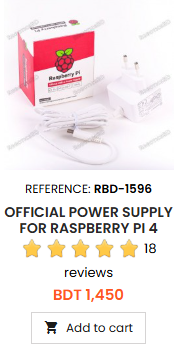 Raspberry Pi
REFERENCE: RBD-1596
OFFICIAL POWER SUPPLY
FOR RASPBERRY PI 4
18
reviews
BDT 1,450
Add to cart